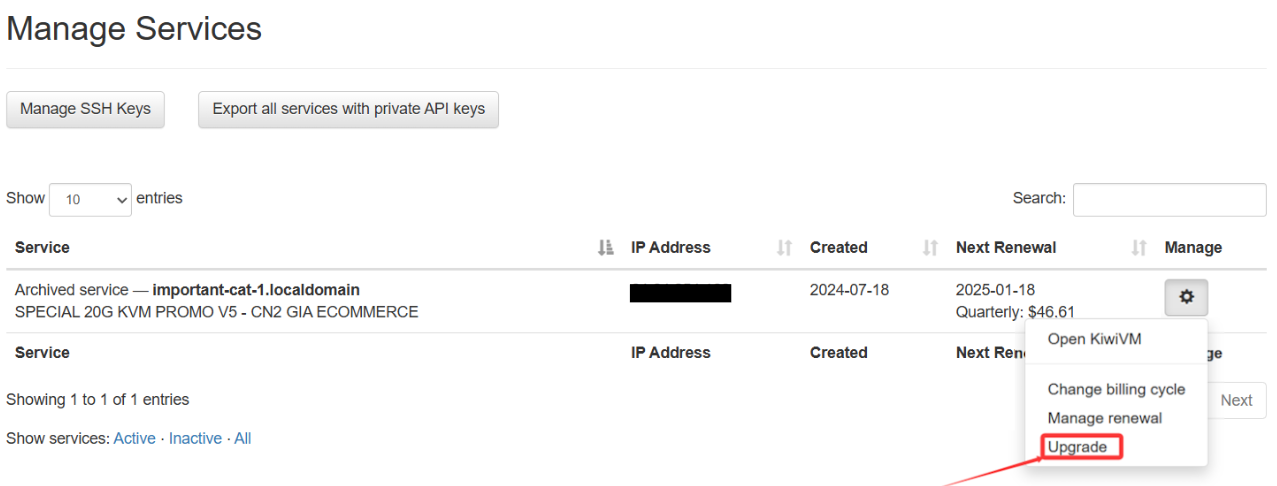 Manage Services
Manage SSH Keys Export all services with private API keys
Show 10 entries Search:
Service IP Address Created Next Renewal Manage
Archived service — important-cat-1.localdomain 2024-07-18 2025-01-18
SPECIAL 20G KVM PROMO V5 - CN2 GIA ECOMMERCE Quarterly: $46.61
Open KiwiVM
Service IP Address Created Next Ren ge
Change billing cycle
Showing 1 to 1 of 1 entries Next
Manage renewal
Show services: Active · Inactive · All
Upgrade